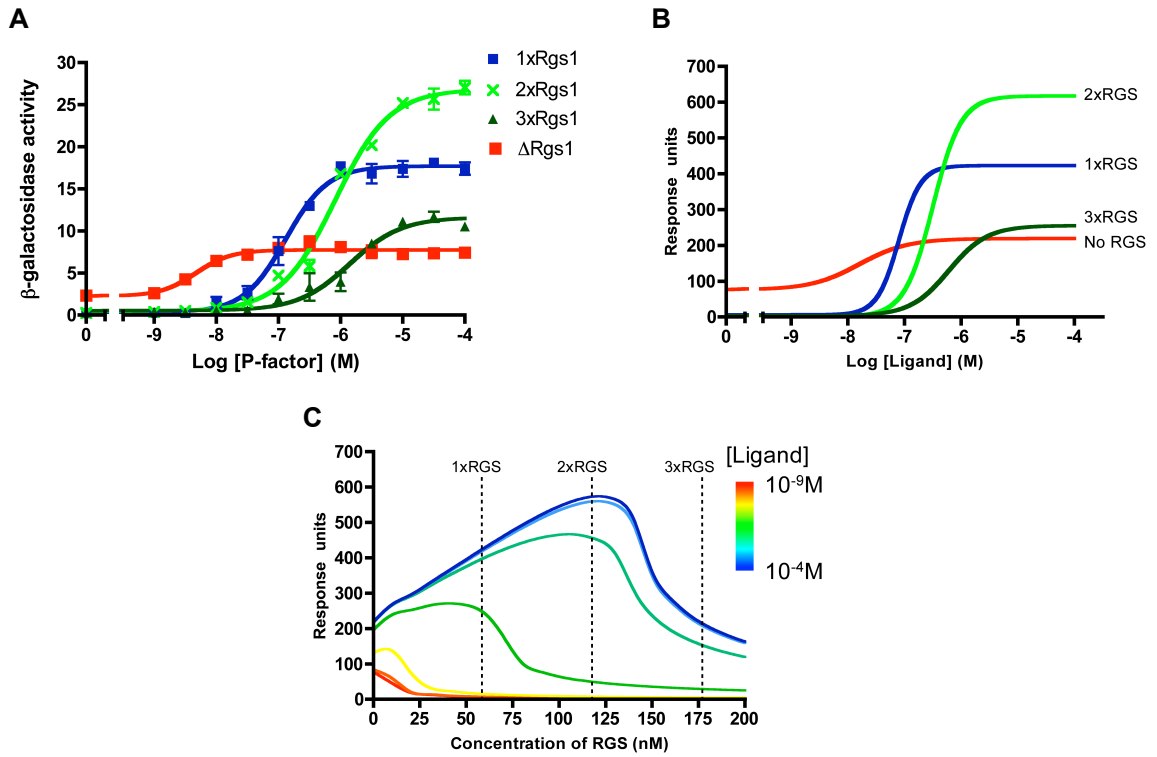 A
β-galactosidase activity
30
25
20
15
10
5
0
0 -9 -8 -7 -6 -5 -4
Log [P-factor] (M)
1xRgs1
2xRgs1
3xRgs1
ΔRgs1
B
Response units
700
600
500
400
300
200
100
0
0 -9 -8 -7 -6 -5 -4
Log [Ligand] (M)
2xRGS
1xRGS
3xRGS
No RGS
C
Response units
700
600
500
400
300
200
100
0
0 25 50 75 100 125 150 175 200
Concentration of RGS (nM)
1xRGS 2xRGS 3xRGS
[Ligand]
10⁻⁹M
10⁻⁴M